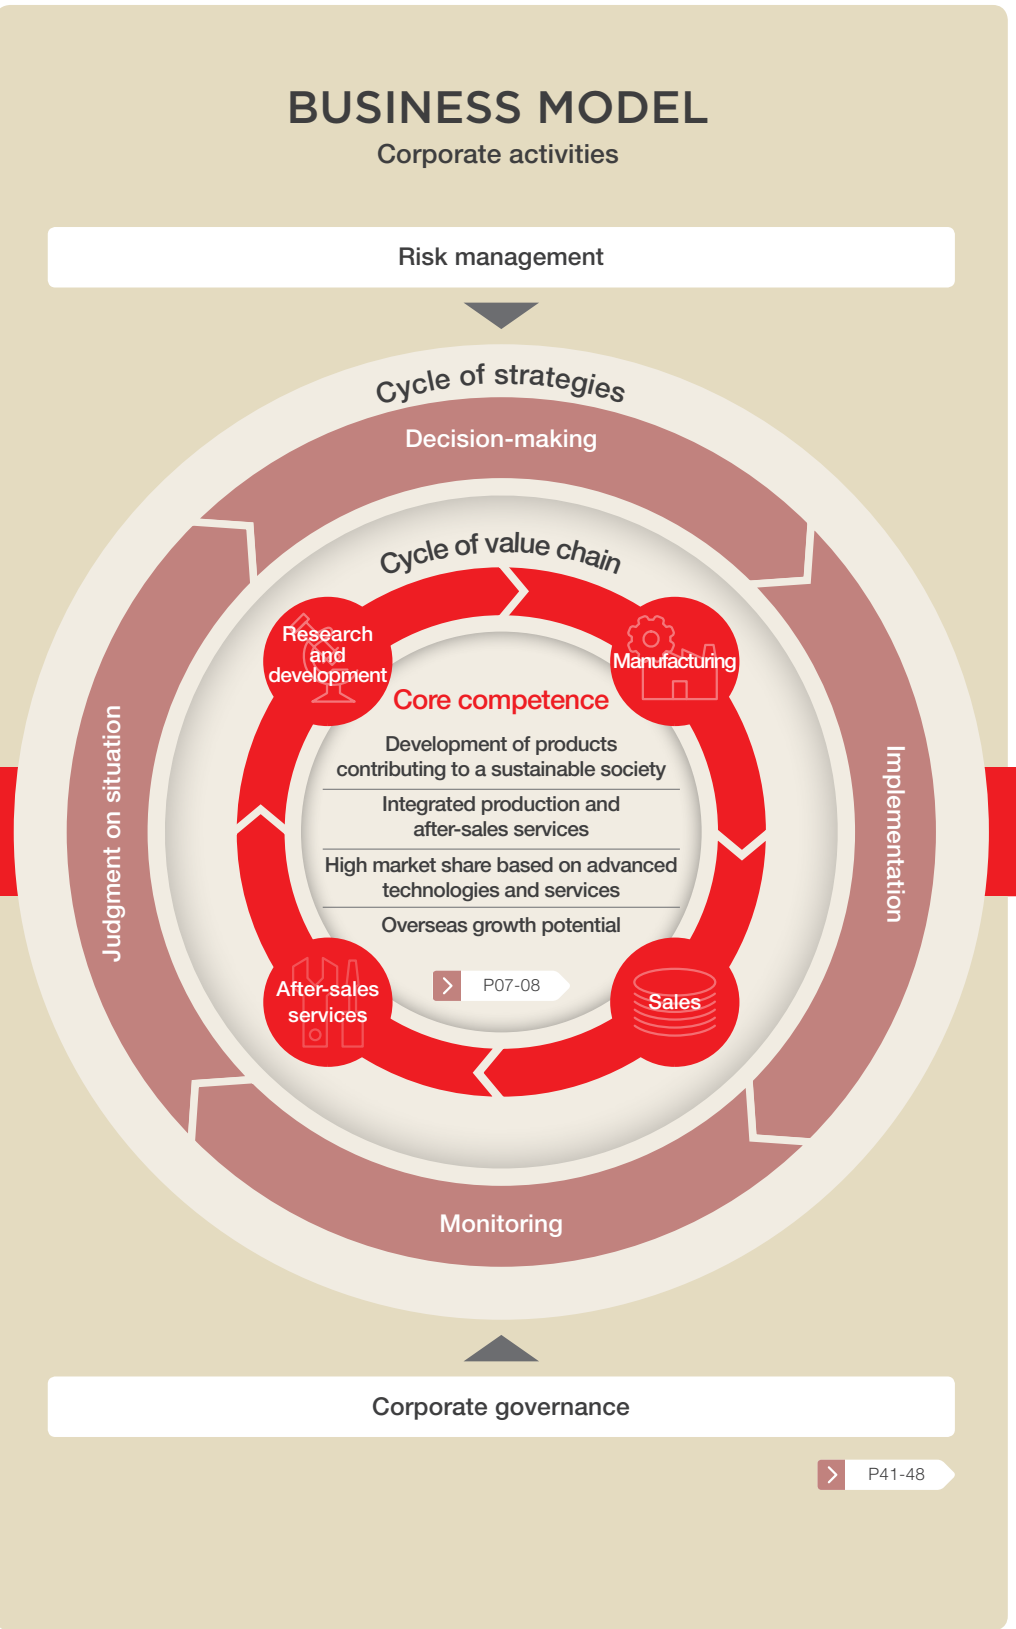 BUSINESS MODEL
Corporate activities
Risk management
Cycle of strategies
Decision-making
Cycle of value chain
Research
and
development
Manufacturing
Core competence
Development of products
contributing to a sustainable society
Integrated production and
after-sales services
High market share based on advanced
technologies and services
Overseas growth potential
P07-08
Judgment on situation
Implementation
After-sales
services
Sales
Monitoring
Corporate governance
P41-48